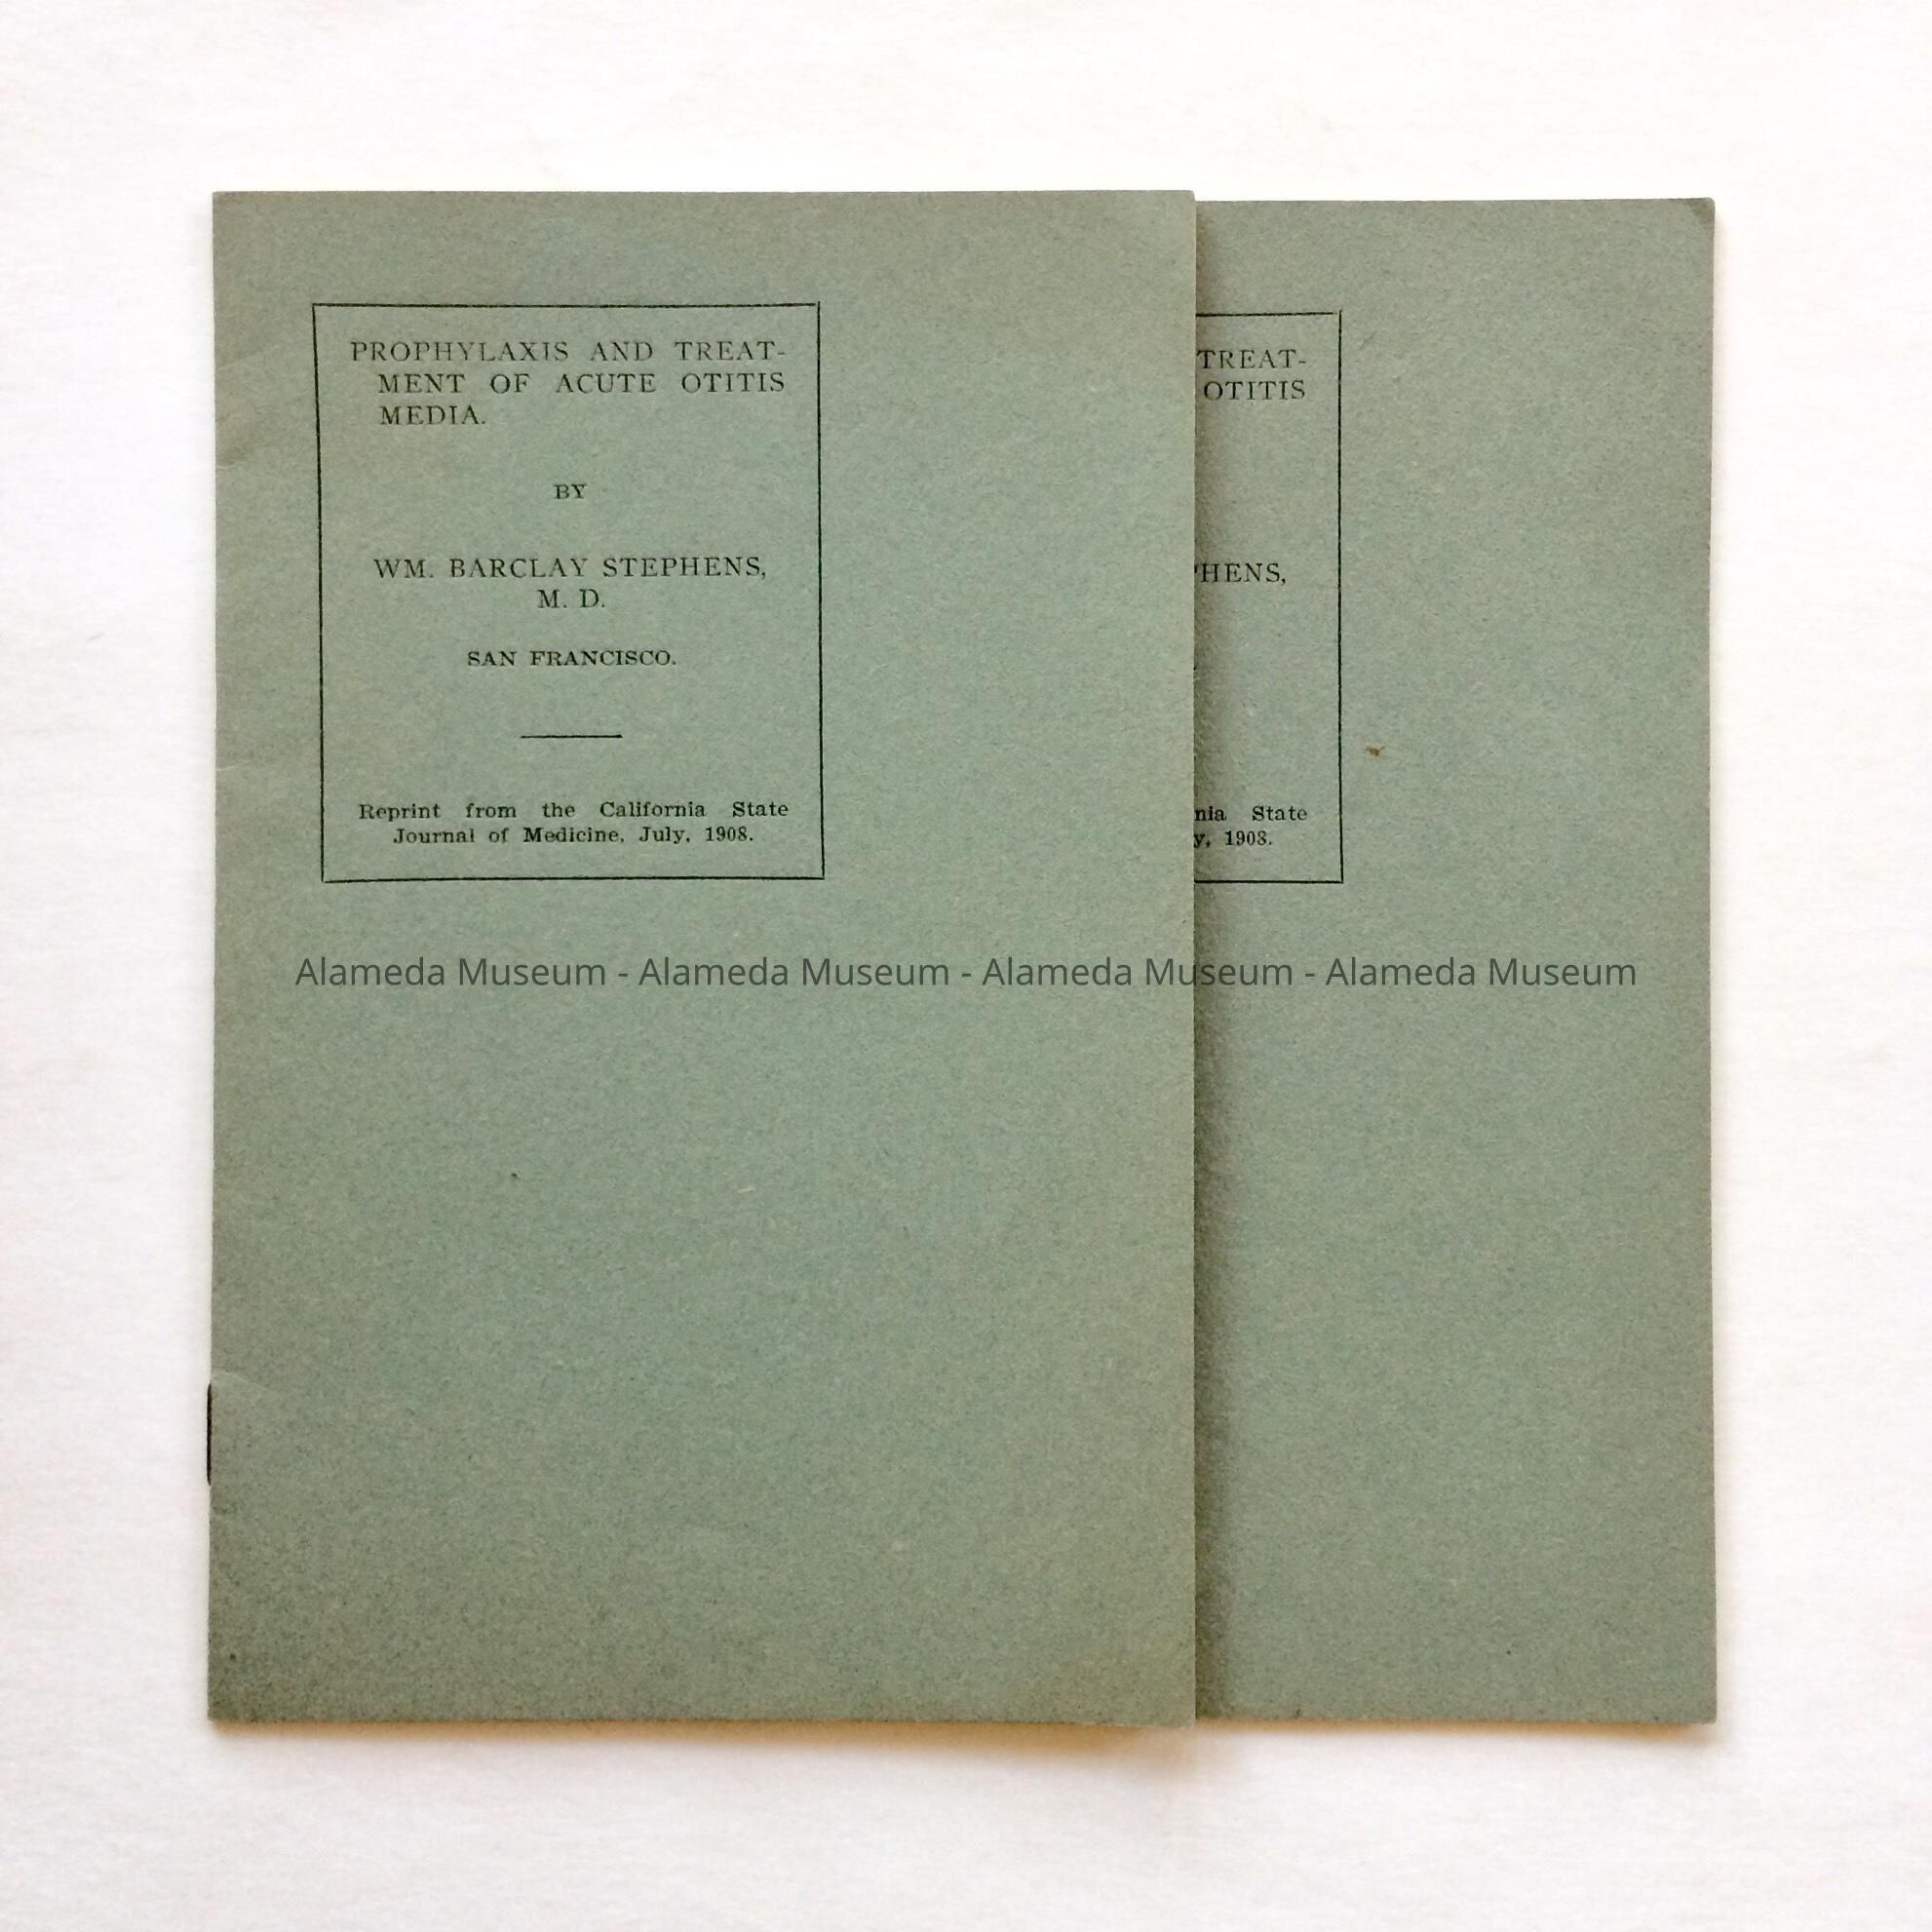 PROPHYLAXIS AND TREAT-
MENT OF ACUTE OTITIS
MEDIA.
BY
WM. BARCLAY STEPHENS,
M. D.
SAN FRANCISCO.
Reprint from the California State
Journal of Medicine, July, 1908.
TREAT-
OTITIS
PHENS,
nia State
y, 1908.
Alameda Museum - Alameda Museum - Alameda Museum - Alameda Museum